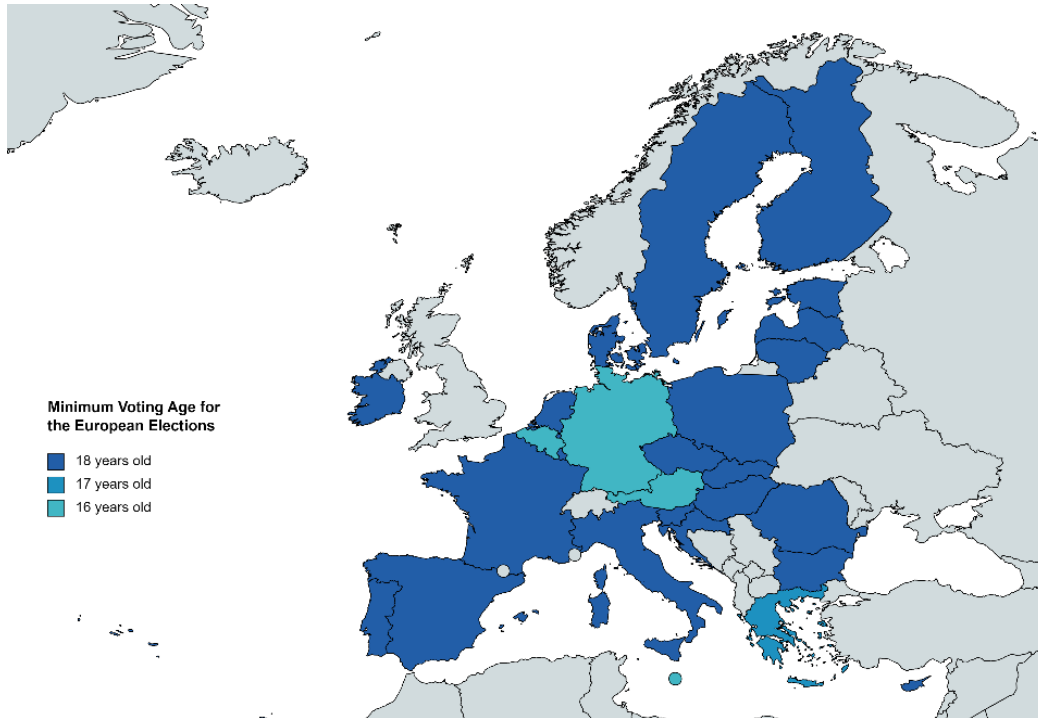 Minimum Voting Age for
the European Elections
18 years old
17 years old
16 years old